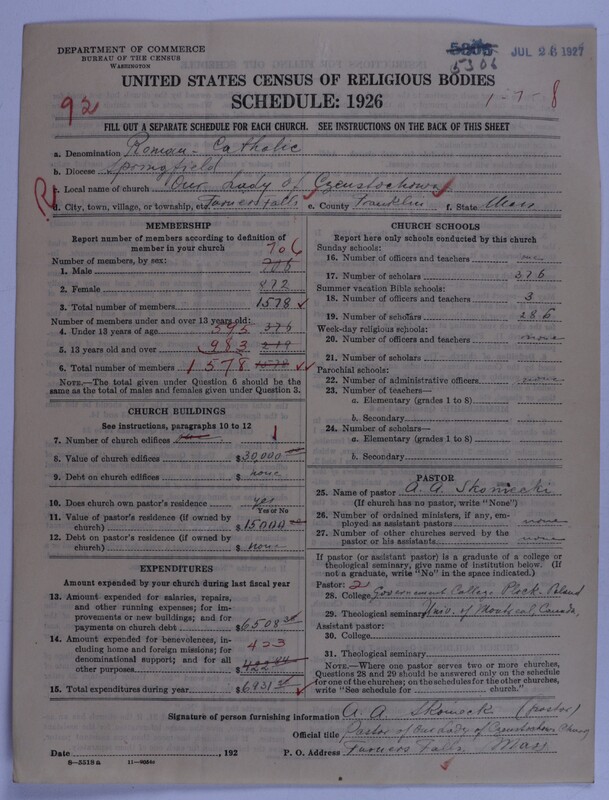 DEPARTMENT OF COMMERCE
BUREAU OF THE CENSUS
WASHINGTON
5306
JUL 26 1927
UNITED STATES CENSUS OF RELIGIOUS BODIES
SCHEDULE: 1926
92
1-7-8
FILL OUT A SEPARATE SCHEDULE FOR EACH CHURCH. SEE INSTRUCTIONS ON THE BACK OF THIS SHEET
a. Denomination Roman-Catholic
b. Diocese Springfield
c. Local name of church Our Lady of Czenstochowa
d. City, town, village, or township, etc. Turners Falls e. County Franklin f. State Mass
MEMBERSHIP
Report number of members according to definition of member in your church
Number of members, by sex:
1. Male 706
2. Female 872
3. Total number of members 1578
Number of members under and over 13 years old:
4. Under 13 years of age 595 376
5. 13 years old and over 983
6. Total number of members 1578 1578
NOTE.—The total given under Question 6 should be the same as the total of males and females given under Question 3.
CHURCH BUILDINGS
See instructions, paragraphs 10 to 12
7. Number of church edifices 1
8. Value of church edifices $30,000
9. Debt on church edifices $ none
10. Does church own pastor's residence yes
Yes or No
11. Value of pastor's residence (if owned by church) $15000
12. Debt on pastor's residence (if owned by church) $ none
EXPENDITURES
Amount expended by your church during last fiscal year
13. Amount expended for salaries, repairs, and other running expenses; for improvements or new buildings; and for payments on church debt $6508
14. Amount expended for benevolences, including home and foreign missions; for denominational support; and for all other purposes 423 $422
15. Total expenditures during year $6931
CHURCH SCHOOLS
Report here only schools conducted by this church
Sunday schools:
16. Number of officers and teachers
17. Number of scholars 376
Summer vacation Bible schools:
18. Number of officers and teachers 3
19. Number of scholars 286
Week-day religious schools:
20. Number of officers and teachers none
21. Number of scholars
Parochial schools:
22. Number of administrative officers none
23. Number of teachers—
a. Elementary (grades 1 to 8)
b. Secondary
24. Number of scholars—
a. Elementary (grades 1 to 8)
b. Secondary
PASTOR
25. Name of pastor A. A. Skoniecki
(If church has no pastor, write "None")
26. Number of ordained ministers, if any, employed as assistant pastors none
27. Number of other churches served by the pastor or his assistants none
If pastor (or assistant pastor) is a graduate of a college or theological seminary, give name of institution below. (If not a graduate, write "No" in the space indicated.)
Pastor: 2
28. College Government College Plock-Poland
29. Theological seminary Univ. of Montreal, Canada,
Assistant pastor:
30. College
31. Theological seminary
NOTE.—Where one pastor serves two or more churches, Questions 28 and 29 should be answered only on the schedule for one of the churches; on the schedules for the other churches, write "See schedule for church."
Signature of person furnishing information A. A. Skoniecki (pastor)
Official title Pastor of Our Lady of Czenstochowa Church
Date , 192 P. O. Address Turners Falls, Mass
8-5518a 11-9034c